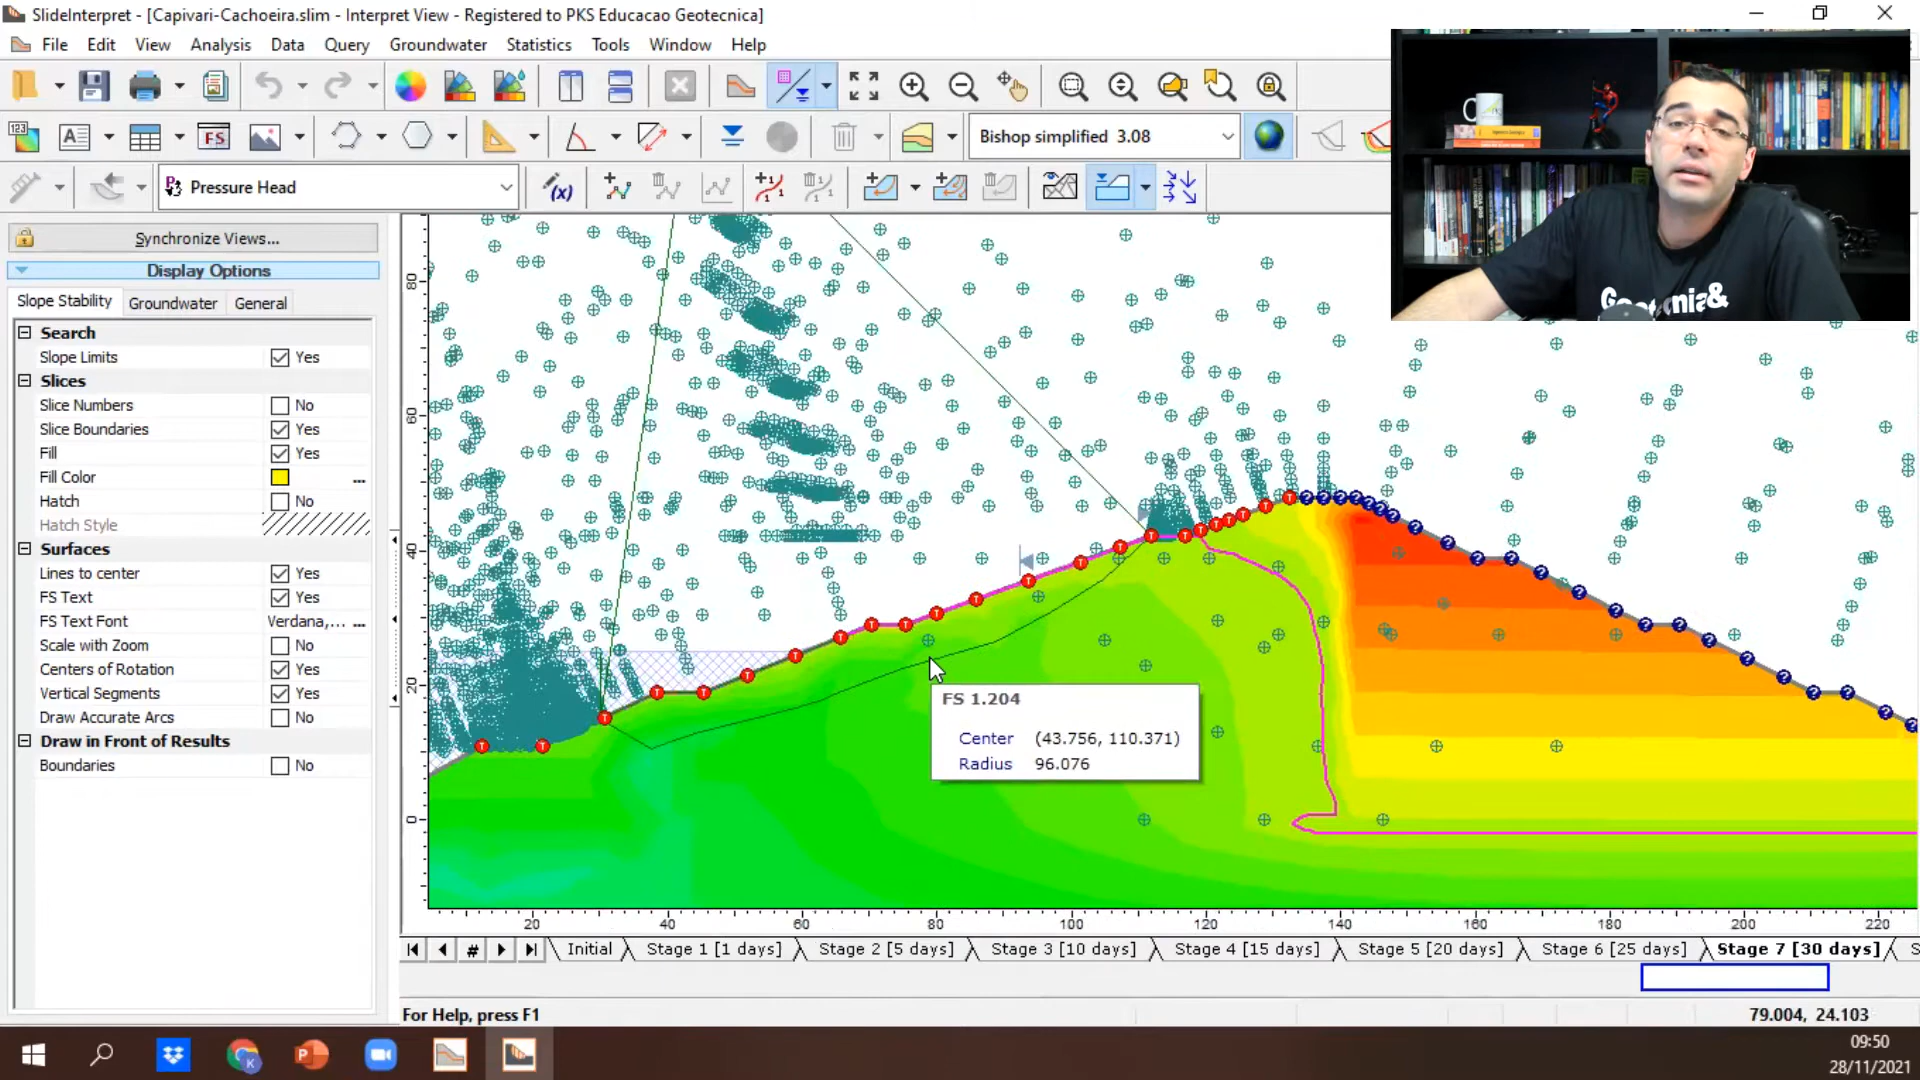 SlideInterpret - [Capivari-Cachoeira.slim - Interpret View - Registered to PKS Educacao Geotecnica]
File Edit View Analysis Data Query Groundwater Statistics Tools Window Help
123 A FS Bishop simplified 3.08
Pressure Head (x)
Synchronize Views...
Display Options
Slope Stability Groundwater General
Search
Slope Limits Yes
Slices
Slice Numbers No
Slice Boundaries Yes
Fill Yes
Fill Color ...
Hatch No
Hatch Style
Surfaces
Lines to center Yes
FS Text Yes
FS Text Font Verdana,... ...
Scale with Zoom No
Centers of Rotation Yes
Vertical Segments Yes
Draw Accurate Arcs No
Draw in Front of Results
Boundaries No
80
60
40
20
0
FS 1.204
Center (43.756, 110.371)
Radius 96.076
20 40 60 80 100 120 140 160 180 200 220
# Initial Stage 1 [1 days] Stage 2 [5 days] Stage 3 [10 days] Stage 4 [15 days] Stage 5 [20 days] Stage 6 [25 days] Stage 7 [30 days] S
For Help, press F1
79.004, 24.103
09:50
28/11/2021